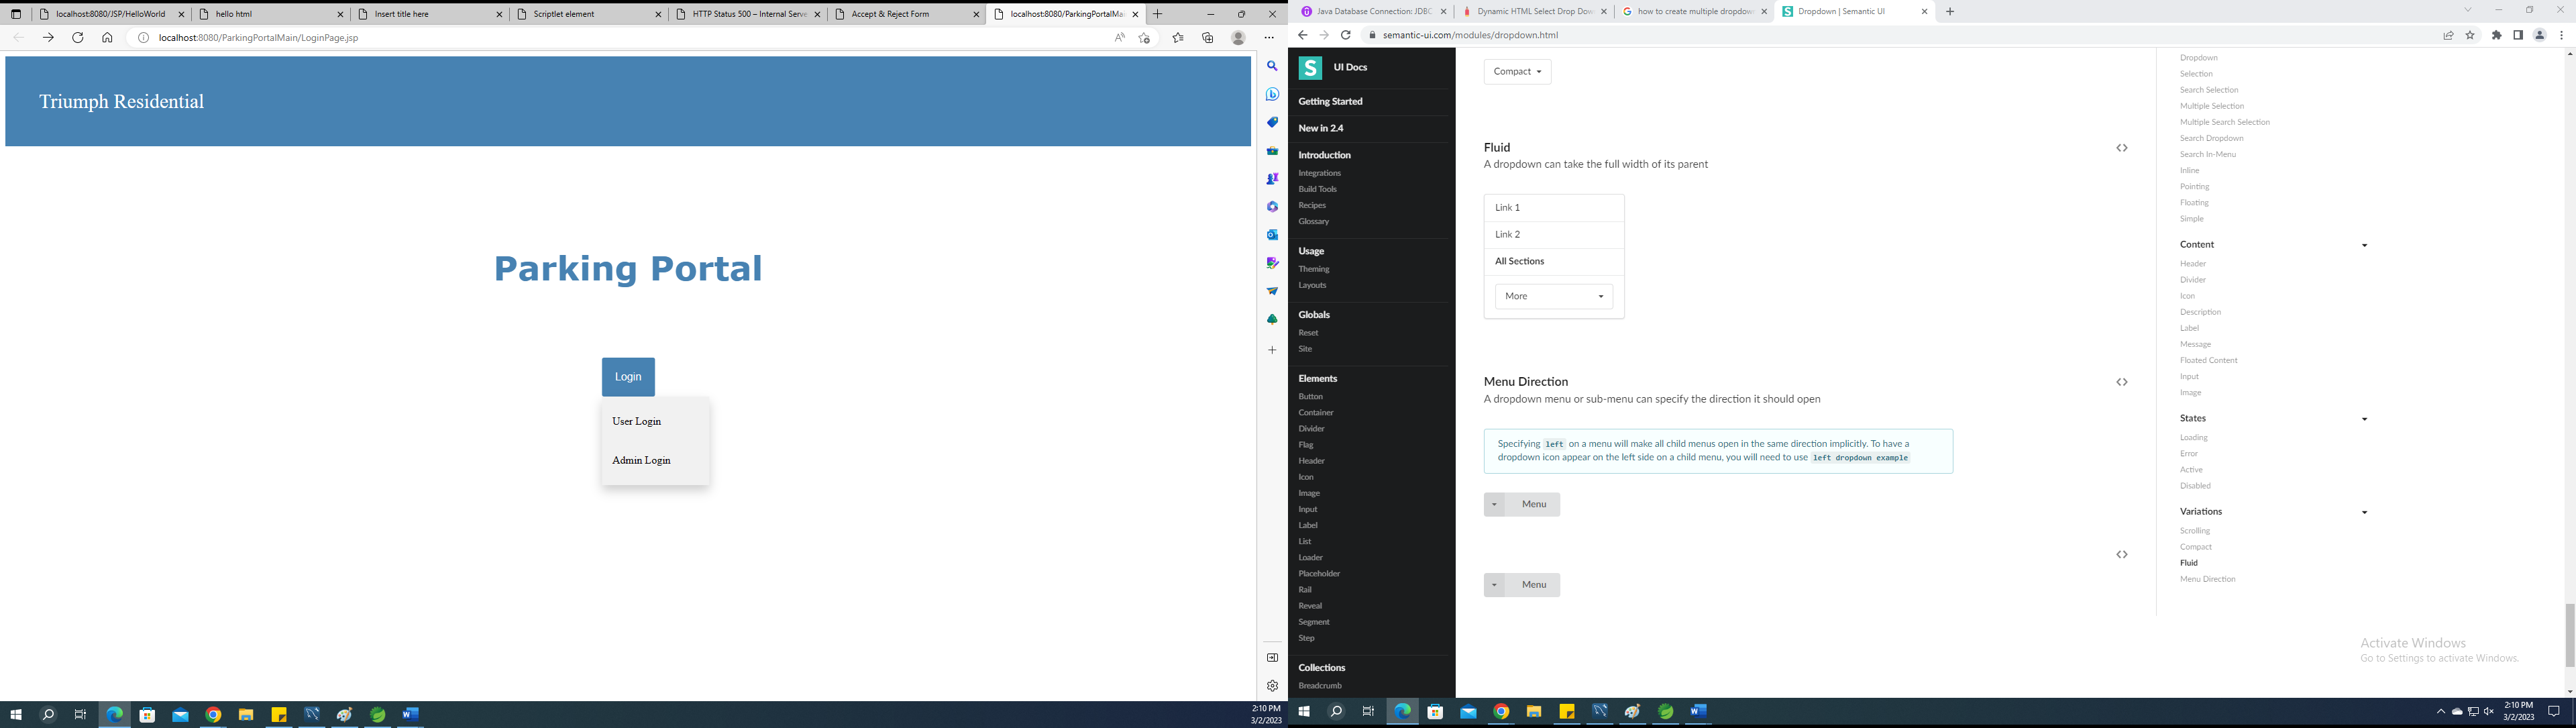 localhost:8080/JSP/HelloWorld
hello html
Insert title here
Scriptlet element
HTTP Status 500 – Internal Serve
Accept & Reject Form
localhost:8080/ParkingPortalMai
localhost:8080/ParkingPortalMain/LoginPage.jsp
Triumph Residential
Parking Portal
Login
User Login
Admin Login
2:10 PM
3/2/2023
Java Database Connection: JDBC
Dynamic HTML Select Drop Down
how to create multiple dropdown
Dropdown | Semantic UI
semantic-ui.com/modules/dropdown.html
UI Docs
Getting Started
New in 2.4
Introduction
Integrations
Build Tools
Recipes
Glossary
Usage
Theming
Layouts
Globals
Reset
Site
Elements
Button
Container
Divider
Flag
Header
Icon
Image
Input
Label
List
Loader
Placeholder
Rail
Reveal
Segment
Step
Collections
Breadcrumb
Compact
Fluid
A dropdown can take the full width of its parent
Link 1
Link 2
All Sections
More
Menu Direction
A dropdown menu or sub-menu can specify the direction it should open
Specifying left on a menu will make all child menus open in the same direction implicitly. To have a
dropdown icon appear on the left side on a child menu, you will need to use left dropdown example
Menu
Menu
Dropdown
Selection
Search Selection
Multiple Selection
Multiple Search Selection
Search Dropdown
Search In-Menu
Inline
Pointing
Floating
Simple
Content
Header
Divider
Icon
Description
Label
Message
Floated Content
Input
Image
States
Loading
Error
Active
Disabled
Variations
Scrolling
Compact
Fluid
Menu Direction
Activate Windows
Go to Settings to activate Windows.
2:10 PM
3/2/2023